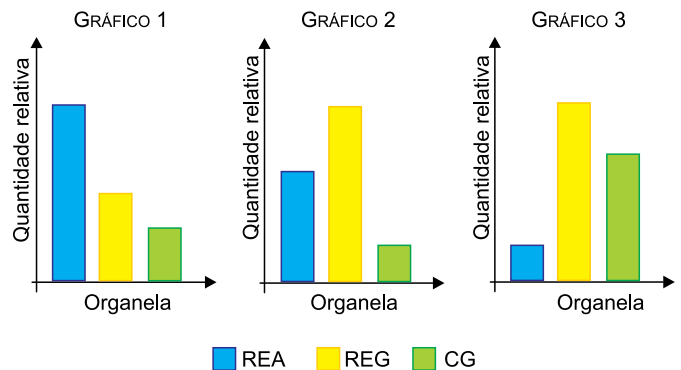 GRÁFICO 1
Quantidade relativa
Organela
GRÁFICO 2
Quantidade relativa
Organela
GRÁFICO 3
Quantidade relativa
Organela
REA REG CG